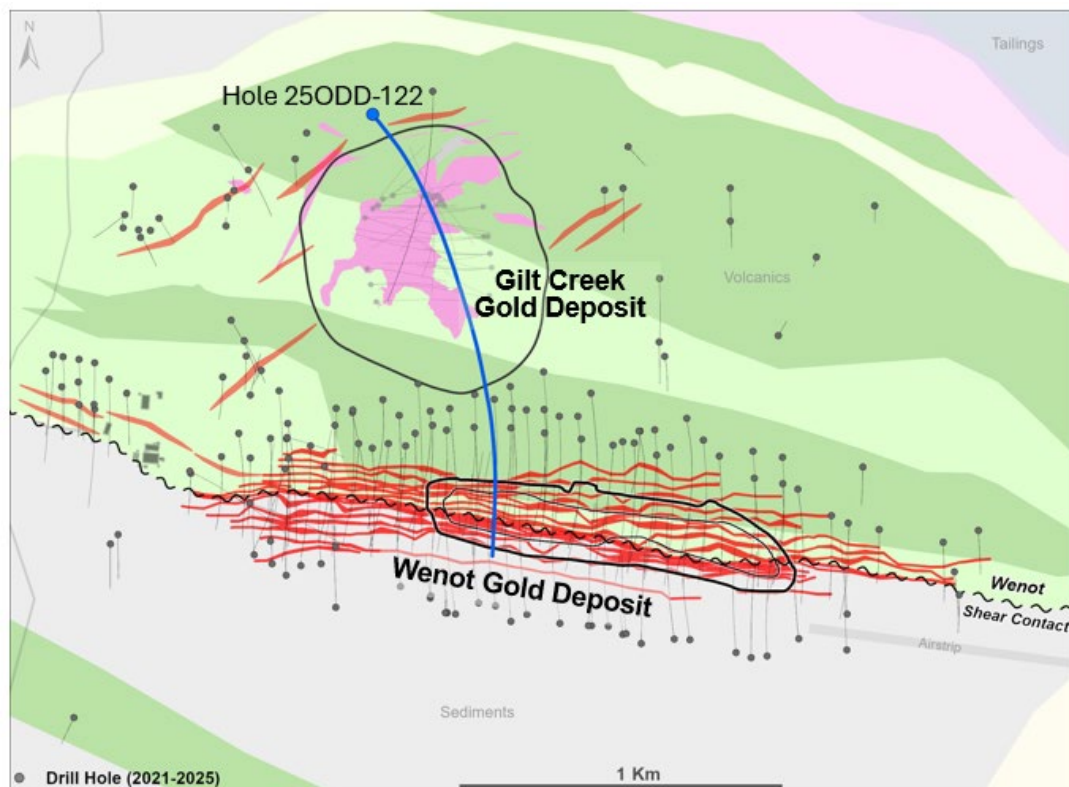 N
Tailings
Hole 25ODD-122
Volcanics
Gilt Creek
Gold Deposit
Wenot Gold Deposit
Wenot
Shear Contact
Airstrip
Sediments
Drill Hole (2021-2025)
1 Km